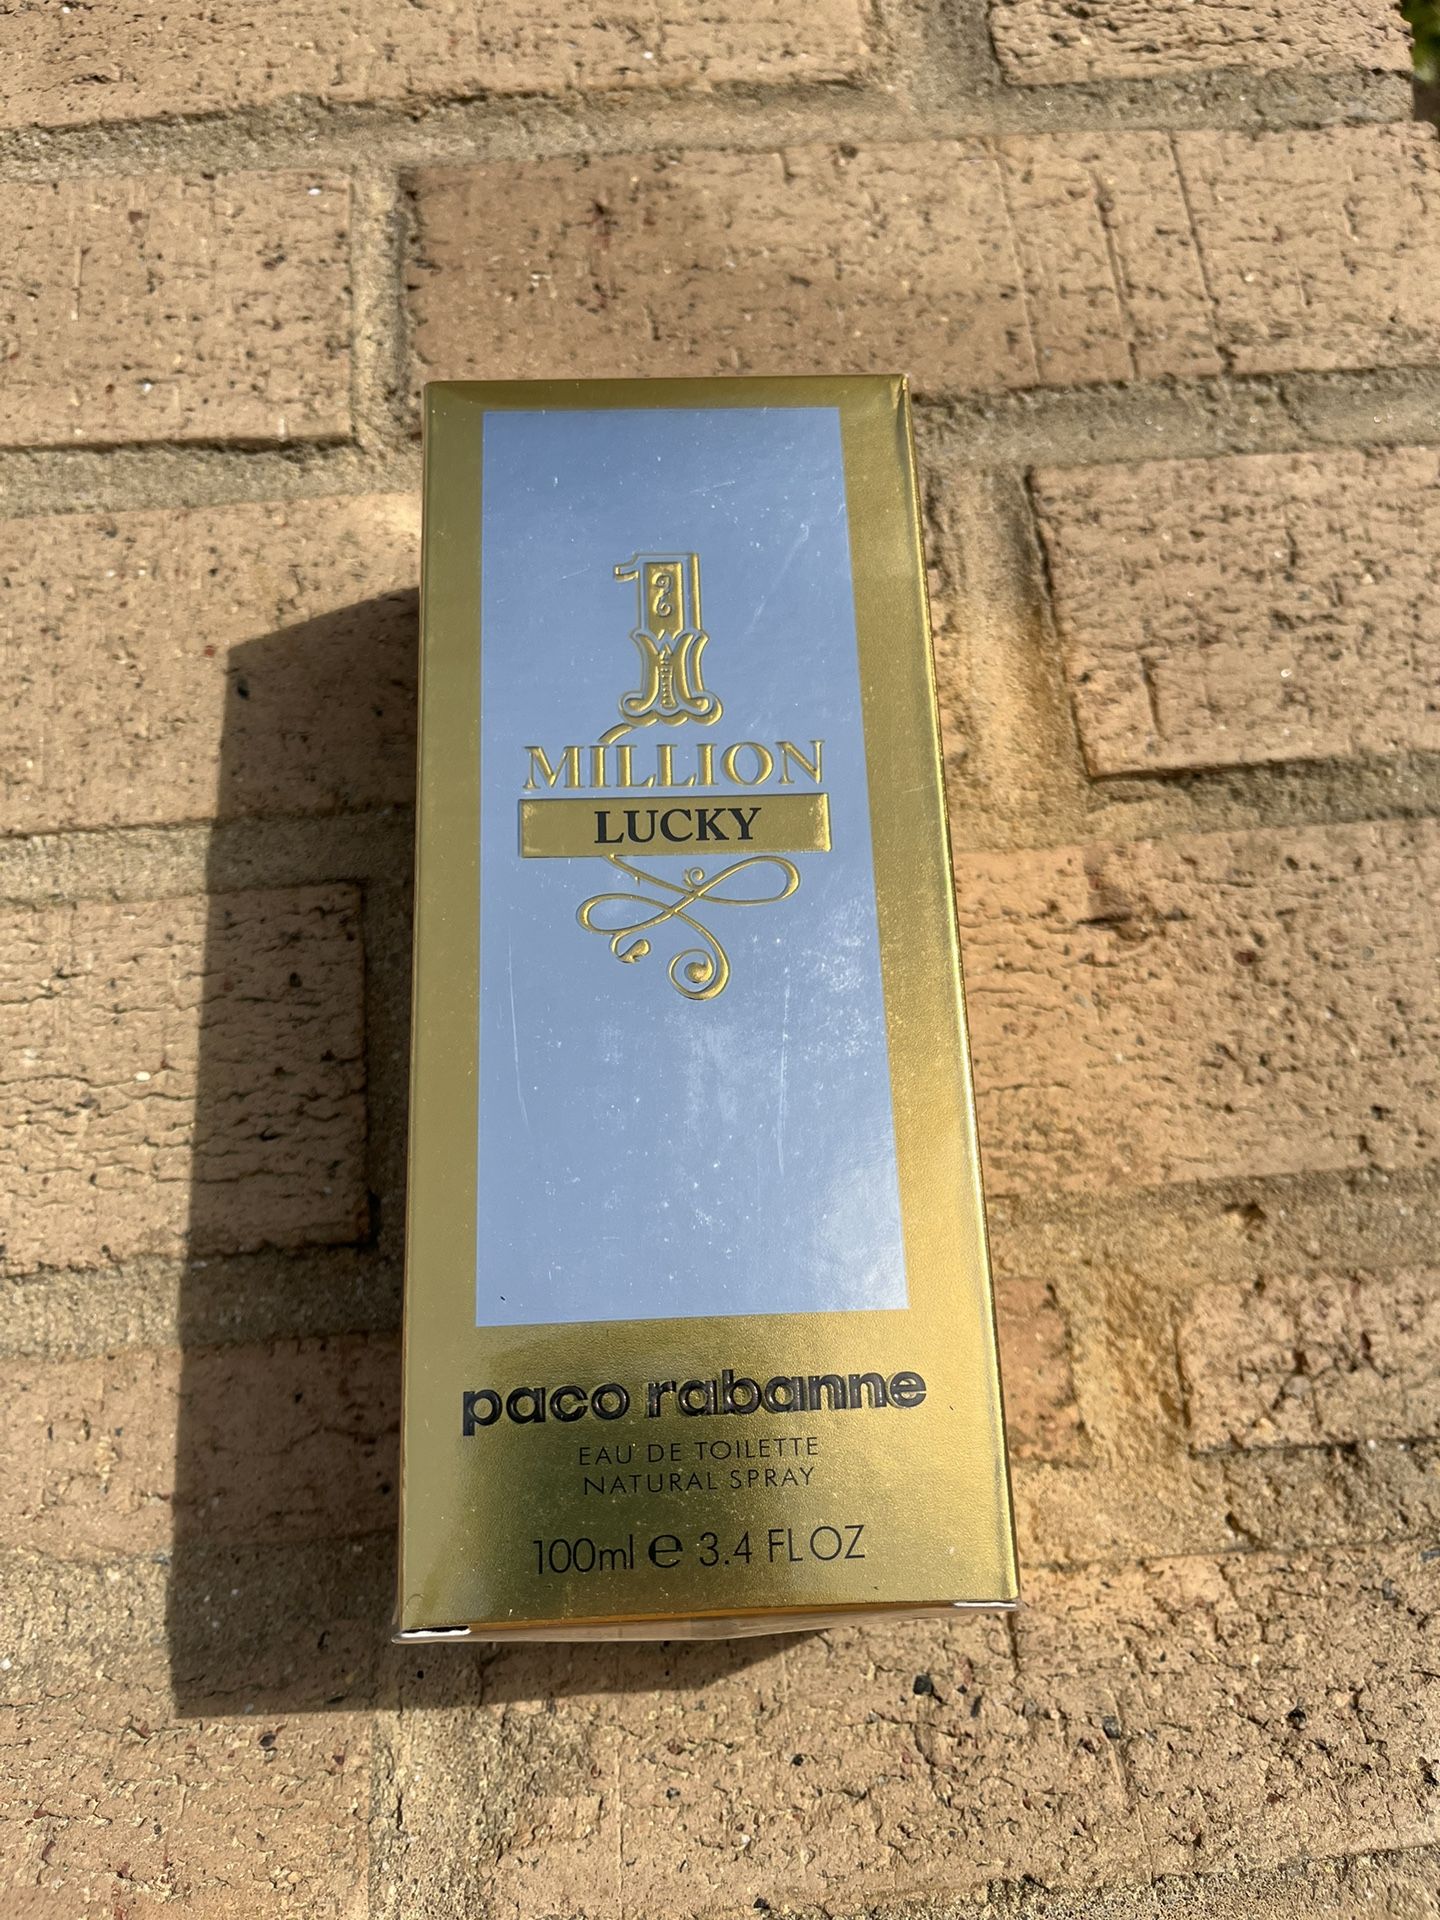 1
MILLION
LUCKY
paco rabanne
EAU DE TOILETTE
NATURAL SPRAY
100ml ℮ 3.4 FL OZ